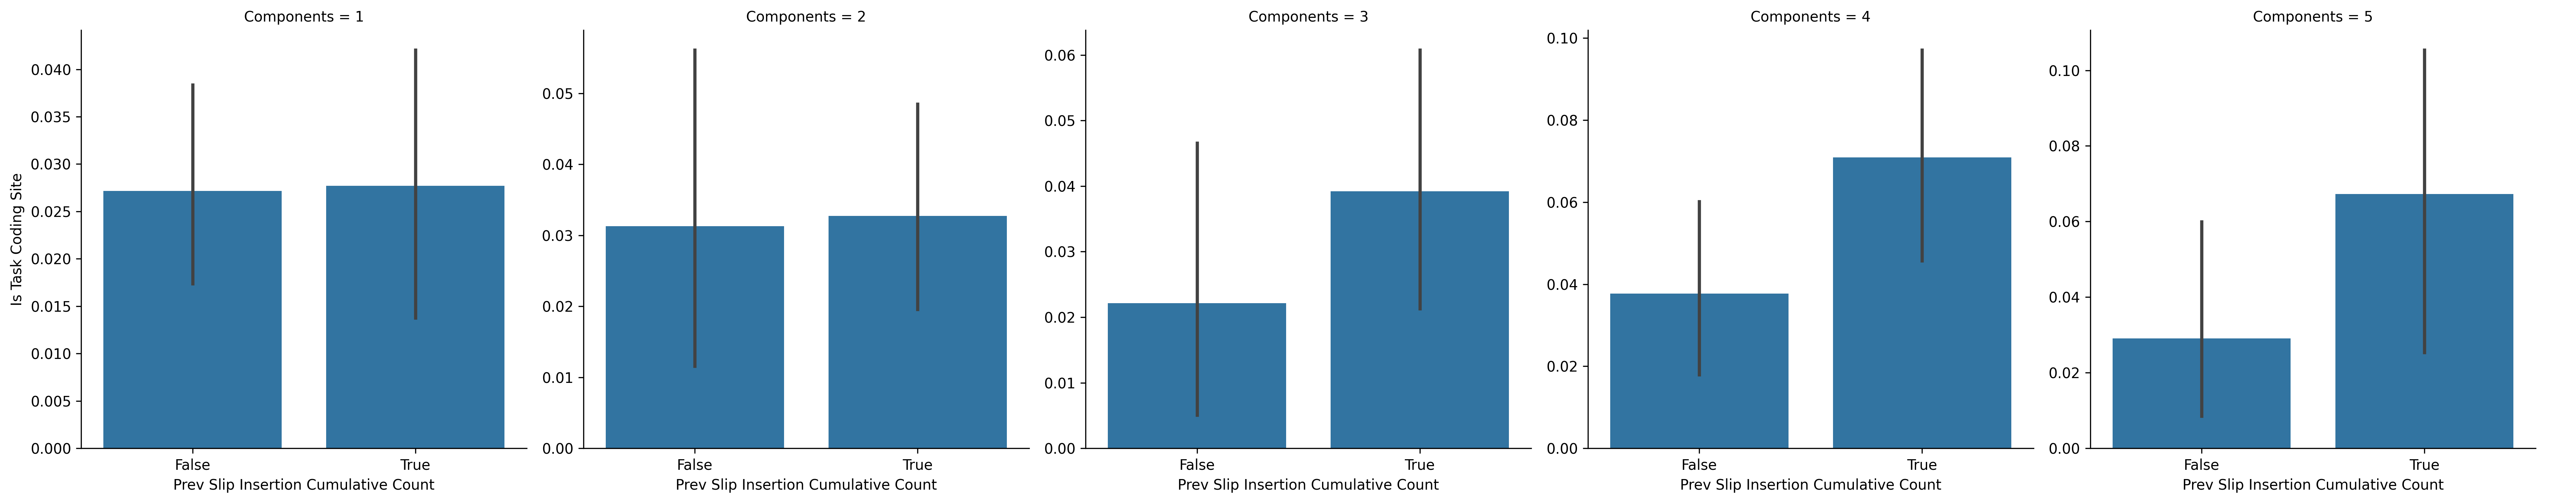 Components = 1
Components = 2
Components = 3
Components = 4
Components = 5
Is Task Coding Site
0.040
0.035
0.030
0.025
0.020
0.015
0.010
0.005
0.000
False
True
Prev Slip Insertion Cumulative Count
0.05
0.04
0.03
0.02
0.01
0.00
False
True
Prev Slip Insertion Cumulative Count
0.06
0.05
0.04
0.03
0.02
0.01
0.00
False
True
Prev Slip Insertion Cumulative Count
0.10
0.08
0.06
0.04
0.02
0.00
False
True
Prev Slip Insertion Cumulative Count
0.10
0.08
0.06
0.04
0.02
0.00
False
True
Prev Slip Insertion Cumulative Count